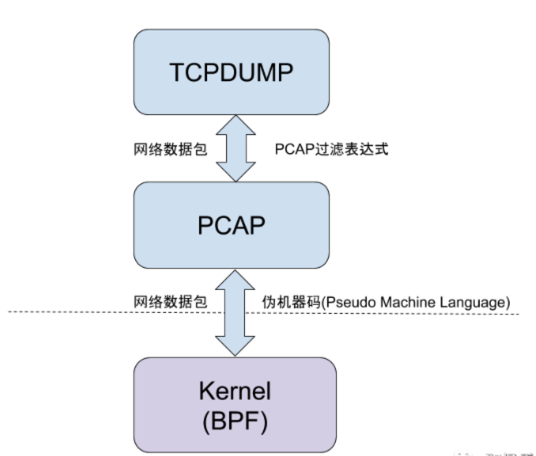 TCPDUMP
网络数据包 PCAP过滤表达式
PCAP
网络数据包 伪机器码(Pseudo Machine Language)
Kernel
(BPF)